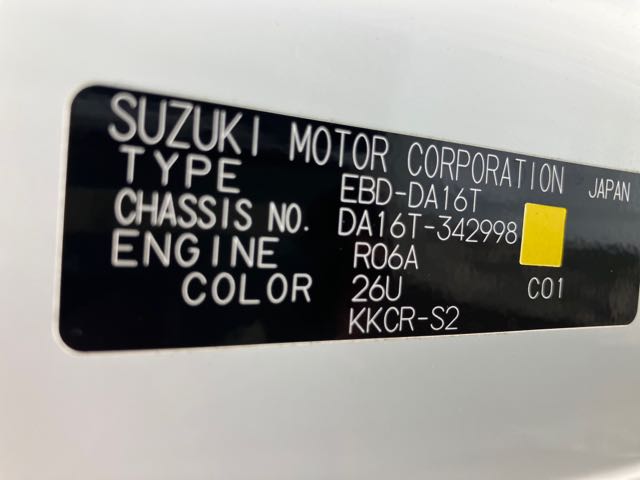 SUZUKI MOTOR CORPORATION JAPAN
TYPE EBD-DA16T
CHASSIS NO. DA16T-342998
ENGINE R06A
COLOR 26U C01
KKCR-S2